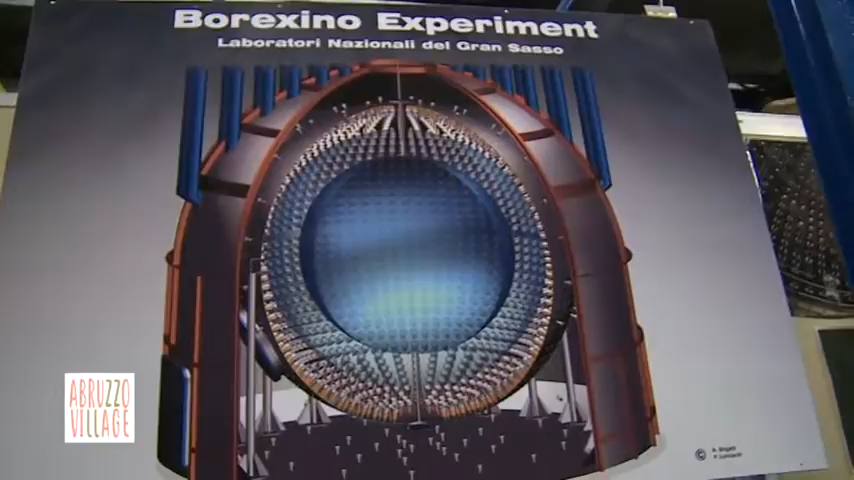 Borexino Experiment
Laboratori Nazionali del Gran Sasso
ABRUZZO
VILLAGE
©